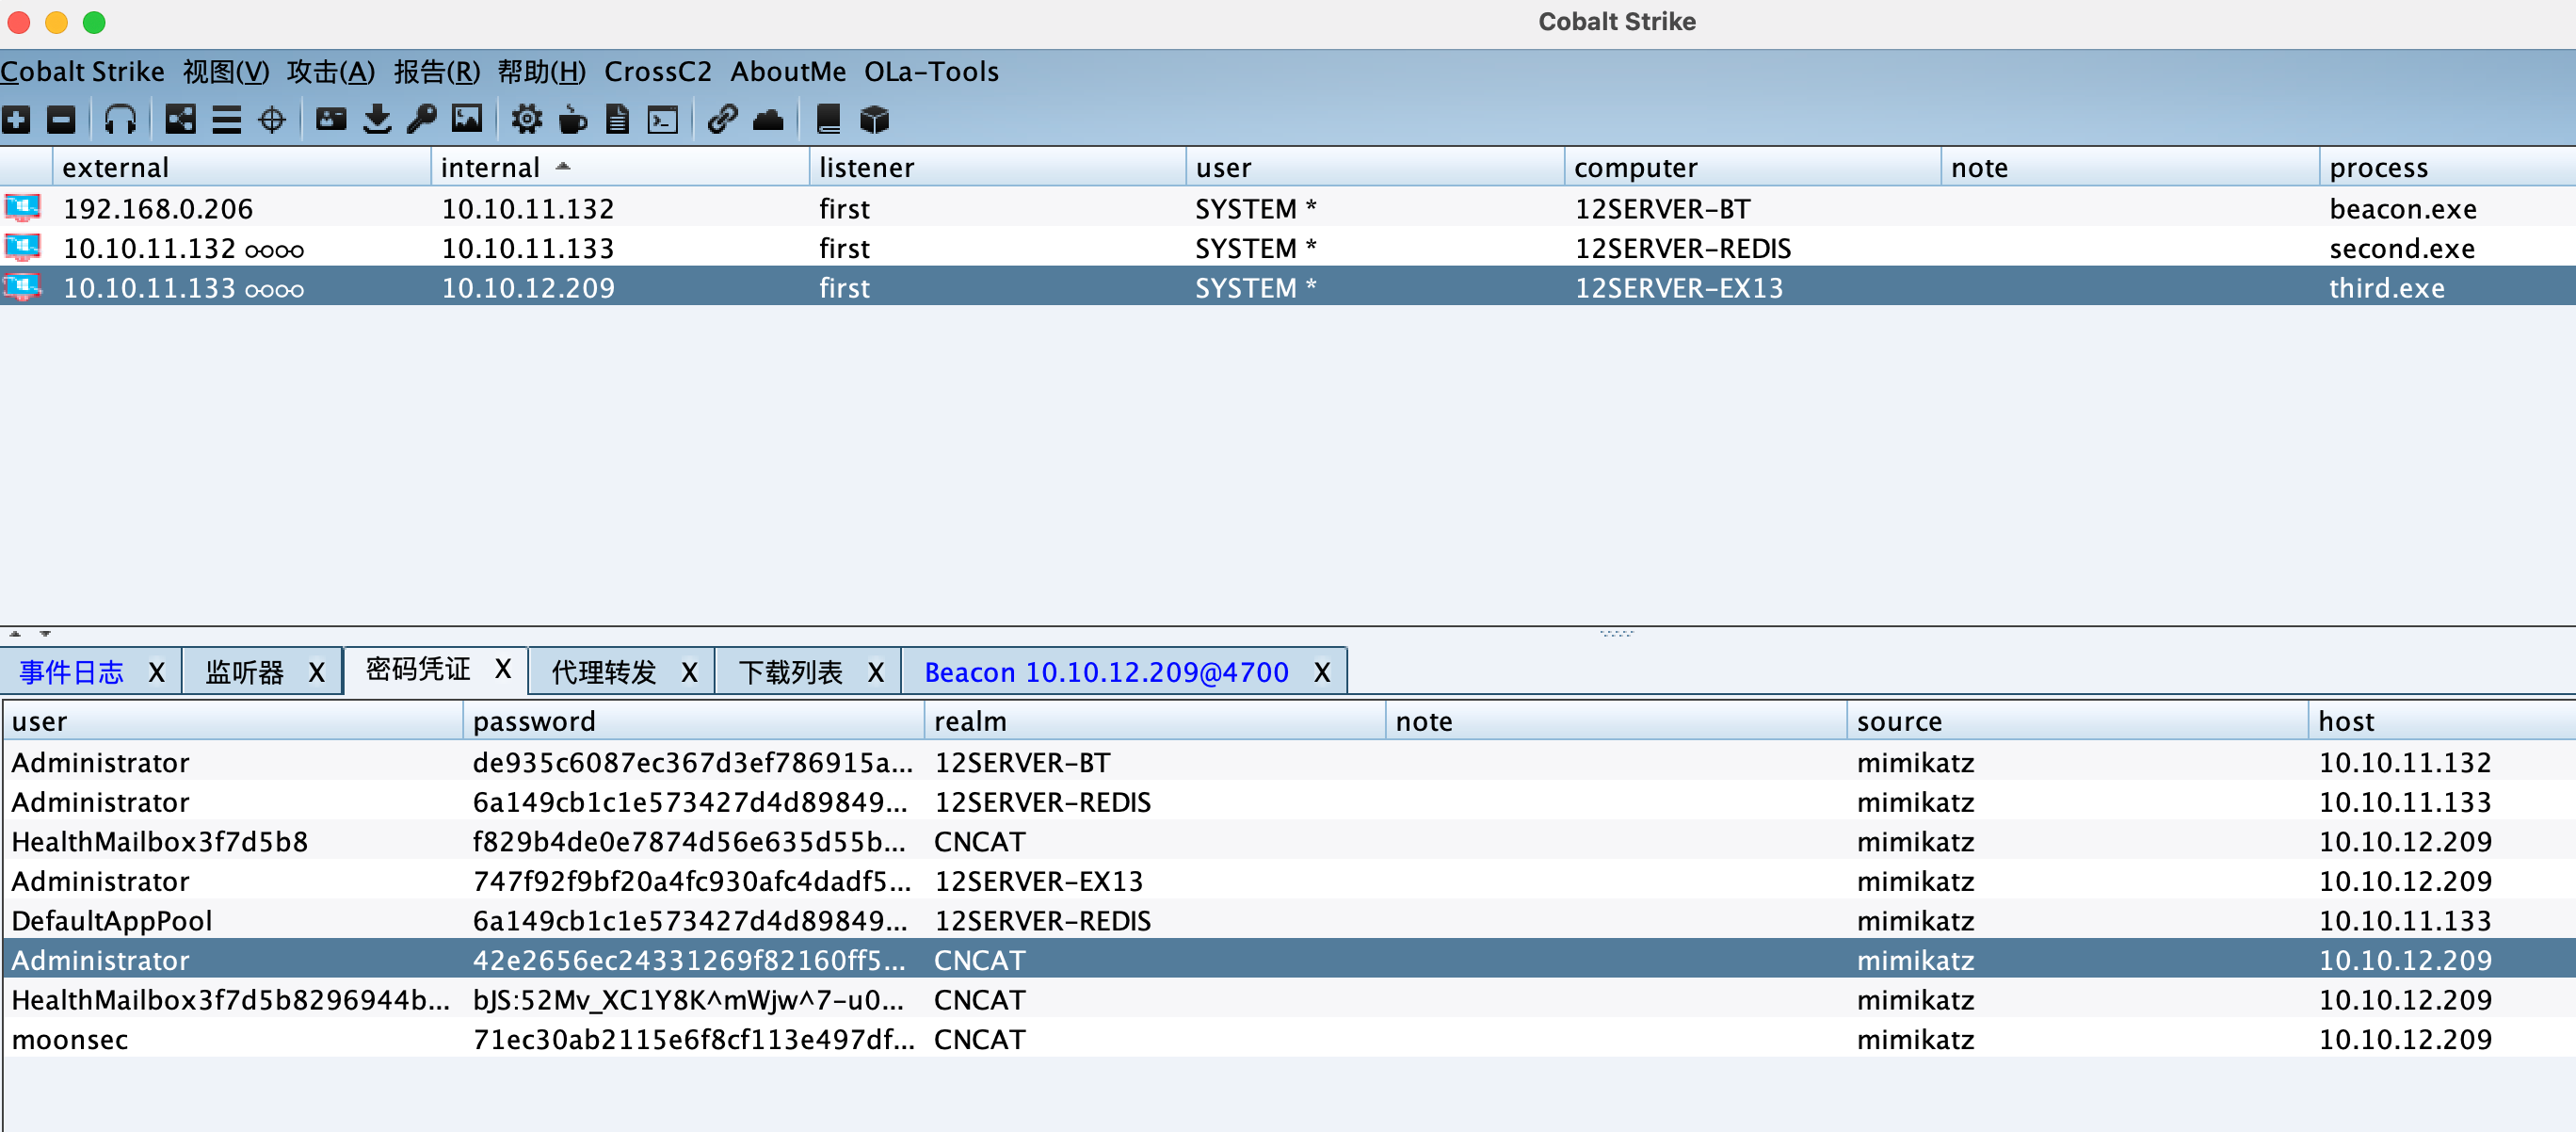 Cobalt Strike
Cobalt Strike 视图(V) 攻击(A) 报告(R) 帮助(H) CrossC2 AboutMe OLa-Tools
external internal listener user computer note process
192.168.0.206 10.10.11.132 first SYSTEM * 12SERVER-BT beacon.exe
10.10.11.132 10.10.11.133 first SYSTEM * 12SERVER-REDIS second.exe
10.10.11.133 10.10.12.209 first SYSTEM * 12SERVER-EX13 third.exe
事件日志 X 监听器 X 密码凭证 X 代理转发 X 下载列表 X Beacon 10.10.12.209@4700 X
user password realm note source host
Administrator de935c6087ec367d3ef786915a... 12SERVER-BT mimikatz 10.10.11.132
Administrator 6a149cb1c1e573427d4d89849... 12SERVER-REDIS mimikatz 10.10.11.133
HealthMailbox3f7d5b8 f829b4de0e7874d56e635d55b... CNCAT mimikatz 10.10.12.209
Administrator 747f92f9bf20a4fc930afc4dadf5... 12SERVER-EX13 mimikatz 10.10.12.209
DefaultAppPool 6a149cb1c1e573427d4d89849... 12SERVER-REDIS mimikatz 10.10.11.133
Administrator 42e2656ec24331269f82160ff5... CNCAT mimikatz 10.10.12.209
HealthMailbox3f7d5b8296944b... bJS:52Mv_XC1Y8K^mWjw^7-u0... CNCAT mimikatz 10.10.12.209
moonsec 71ec30ab2115e6f8cf113e497df... CNCAT mimikatz 10.10.12.209